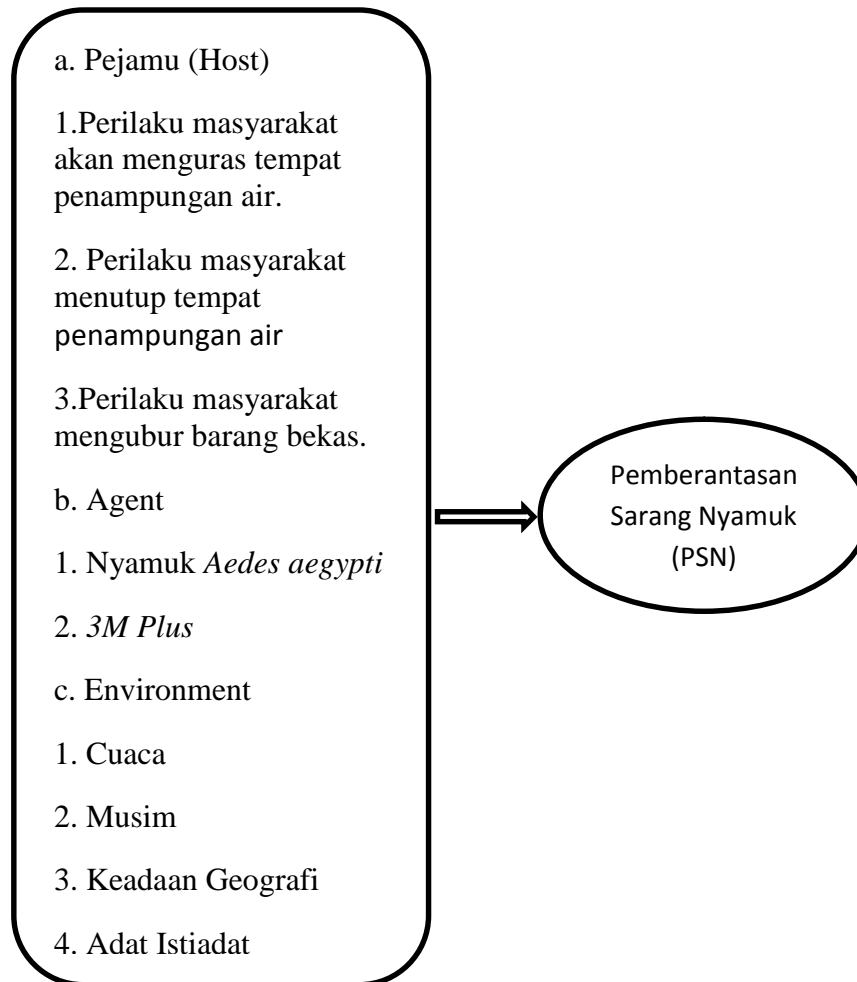 a. Pejamu (Host)
1.Perilaku masyarakat
akan menguras tempat
penampungan air.
2. Perilaku masyarakat
menutup tempat
penampungan air
3.Perilaku masyarakat
mengubur barang bekas.
b. Agent
1. Nyamuk Aedes aegypti
2. 3M Plus
c. Environment
1. Cuaca
2. Musim
3. Keadaan Geografi
4. Adat Istiadat
Pemberantasan
Sarang Nyamuk
(PSN)